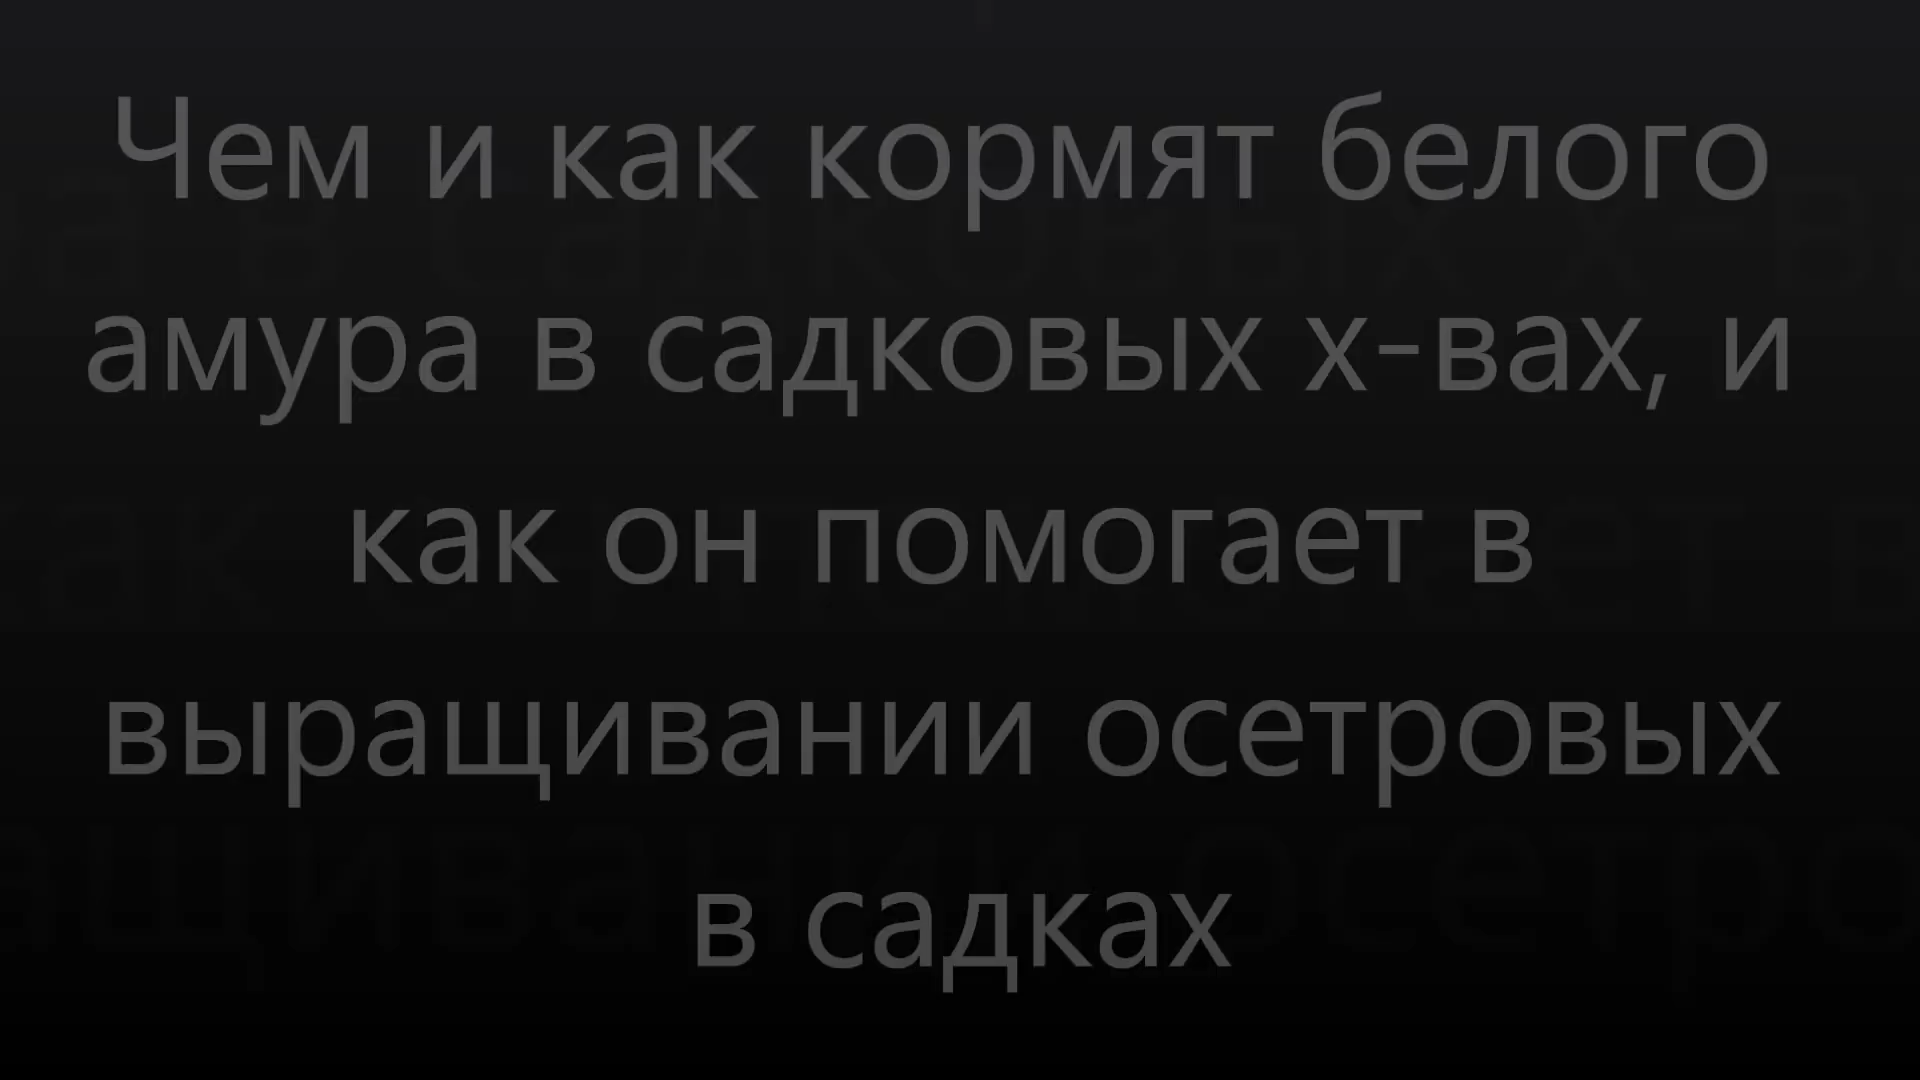 Чем и как кормят белого
амура в садковых х-вах, и
как он помогает в
выращивании осетровых
в садках